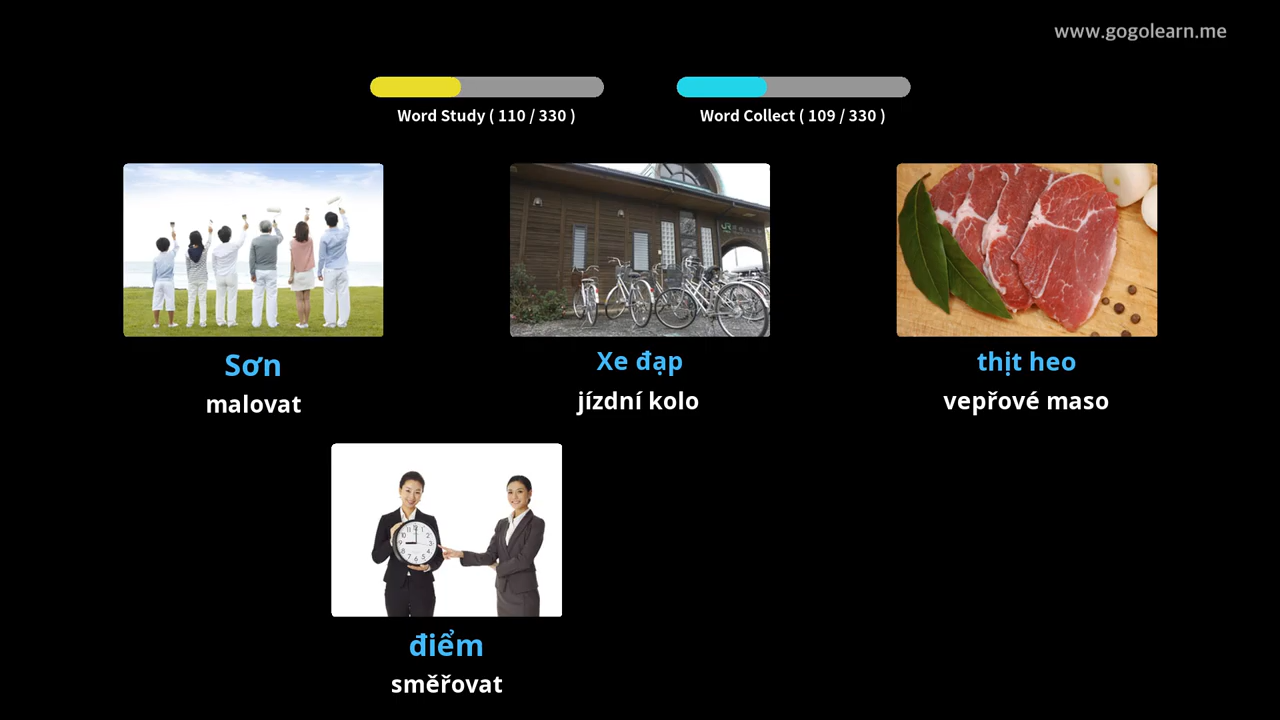 www.gogolearn.me
Word Study ( 110 / 330 )
Word Collect ( 109 / 330 )
Sơn
malovat
Xe đạp
jízdní kolo
thịt heo
vepřové maso
điểm
směřovat